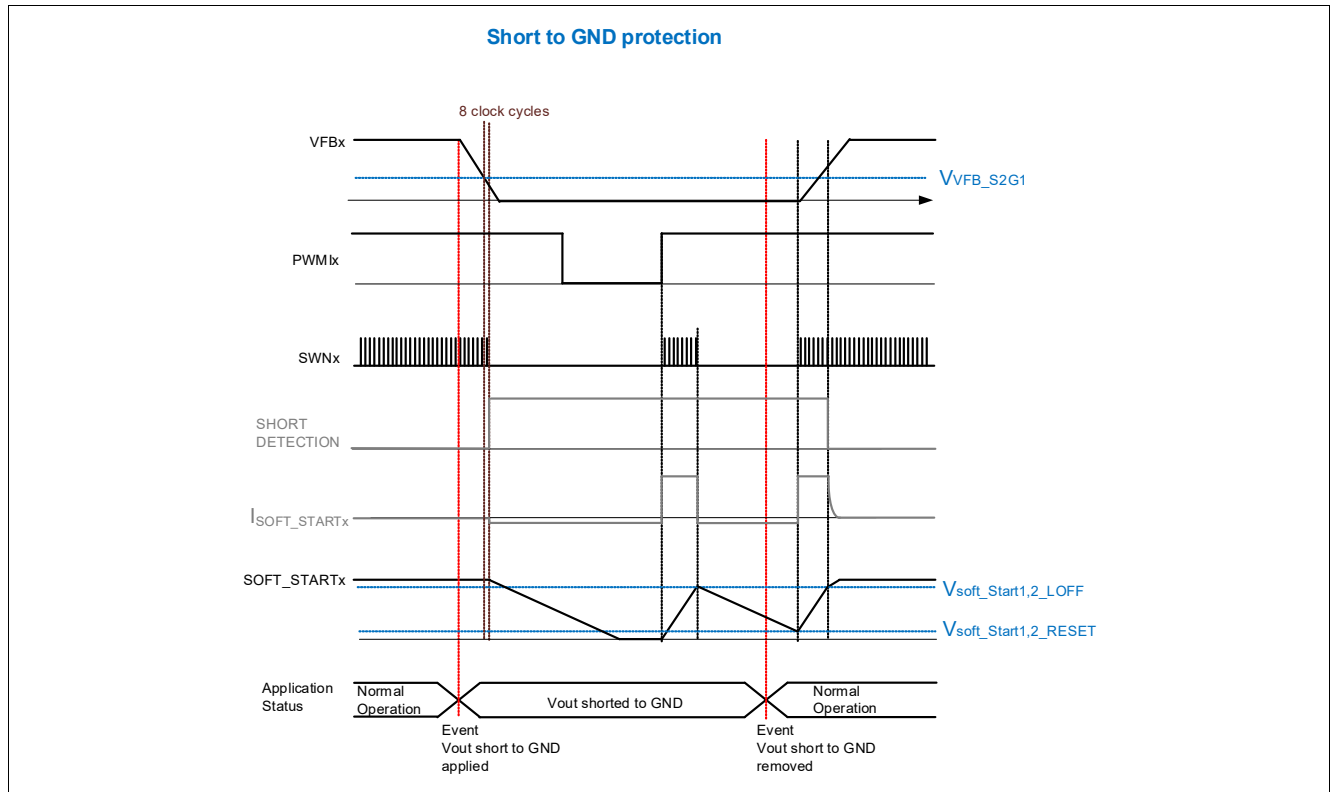 Short to GND protection
8 clock cycles
VFBx
VVFB_S2G1
PWMIx
SWNx
SHORT
DETECTION
ISOFT_STARTx
SOFT_STARTx
Vsoft_Start1,2_LOFF
Vsoft_Start1,2_RESET
Application
Status
Normal
Operation
Vout shorted to GND
Normal
Operation
Event
Vout short to GND
applied
Event
Vout short to GND
removed